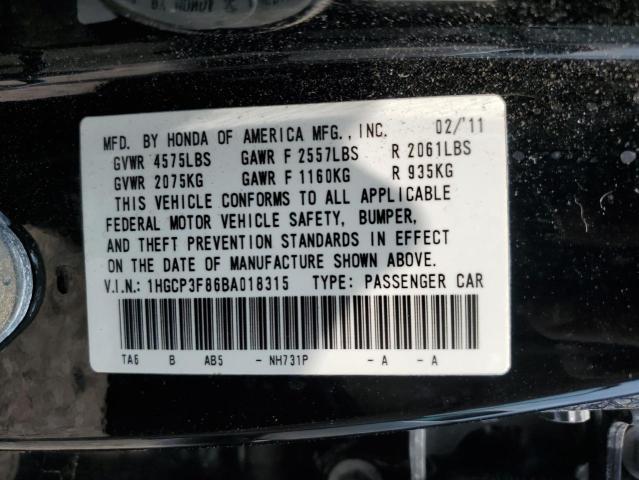 MFD. BY HONDA OF AMERICA MFG., INC. 02/'11
GVWR 4575LBS GAWR F 2557LBS R 2061LBS
GVWR 2075KG GAWR F 1160KG R 935KG
THIS VEHICLE CONFORMS TO ALL APPLICABLE
FEDERAL MOTOR VEHICLE SAFETY, BUMPER,
AND THEFT PREVENTION STANDARDS IN EFFECT
ON THE DATE OF MANUFACTURE SHOWN ABOVE.
V.I.N.: 1HGCP3F86BA018315 TYPE: PASSENGER CAR
TA6 B AB5 - NH731P - A - A